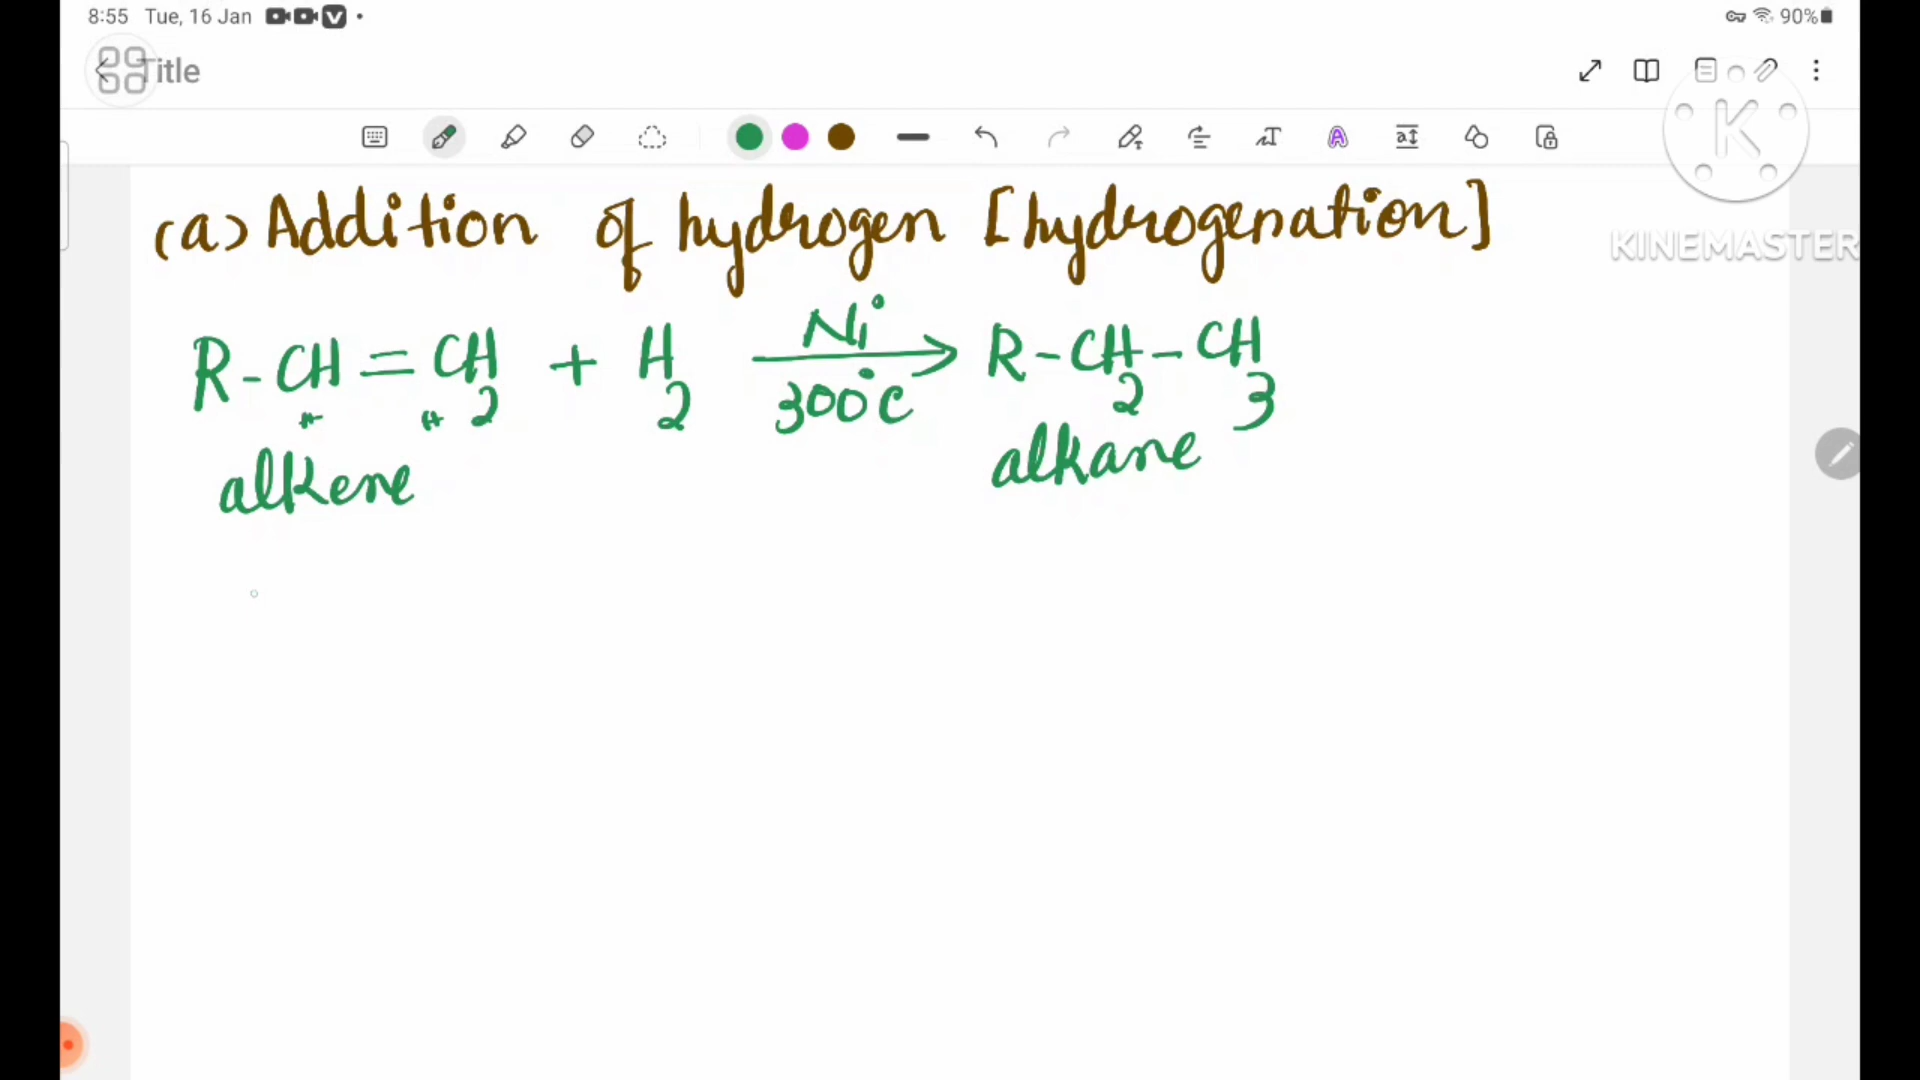 8:55 Tue, 16 Jan 90%
Title
KINEMASTER
(a) Addition of hydrogen [hydrogenation]
R-CH=CH2 + H2 Ni 300°C → R-CH2-CH3
H H
alkene alkane